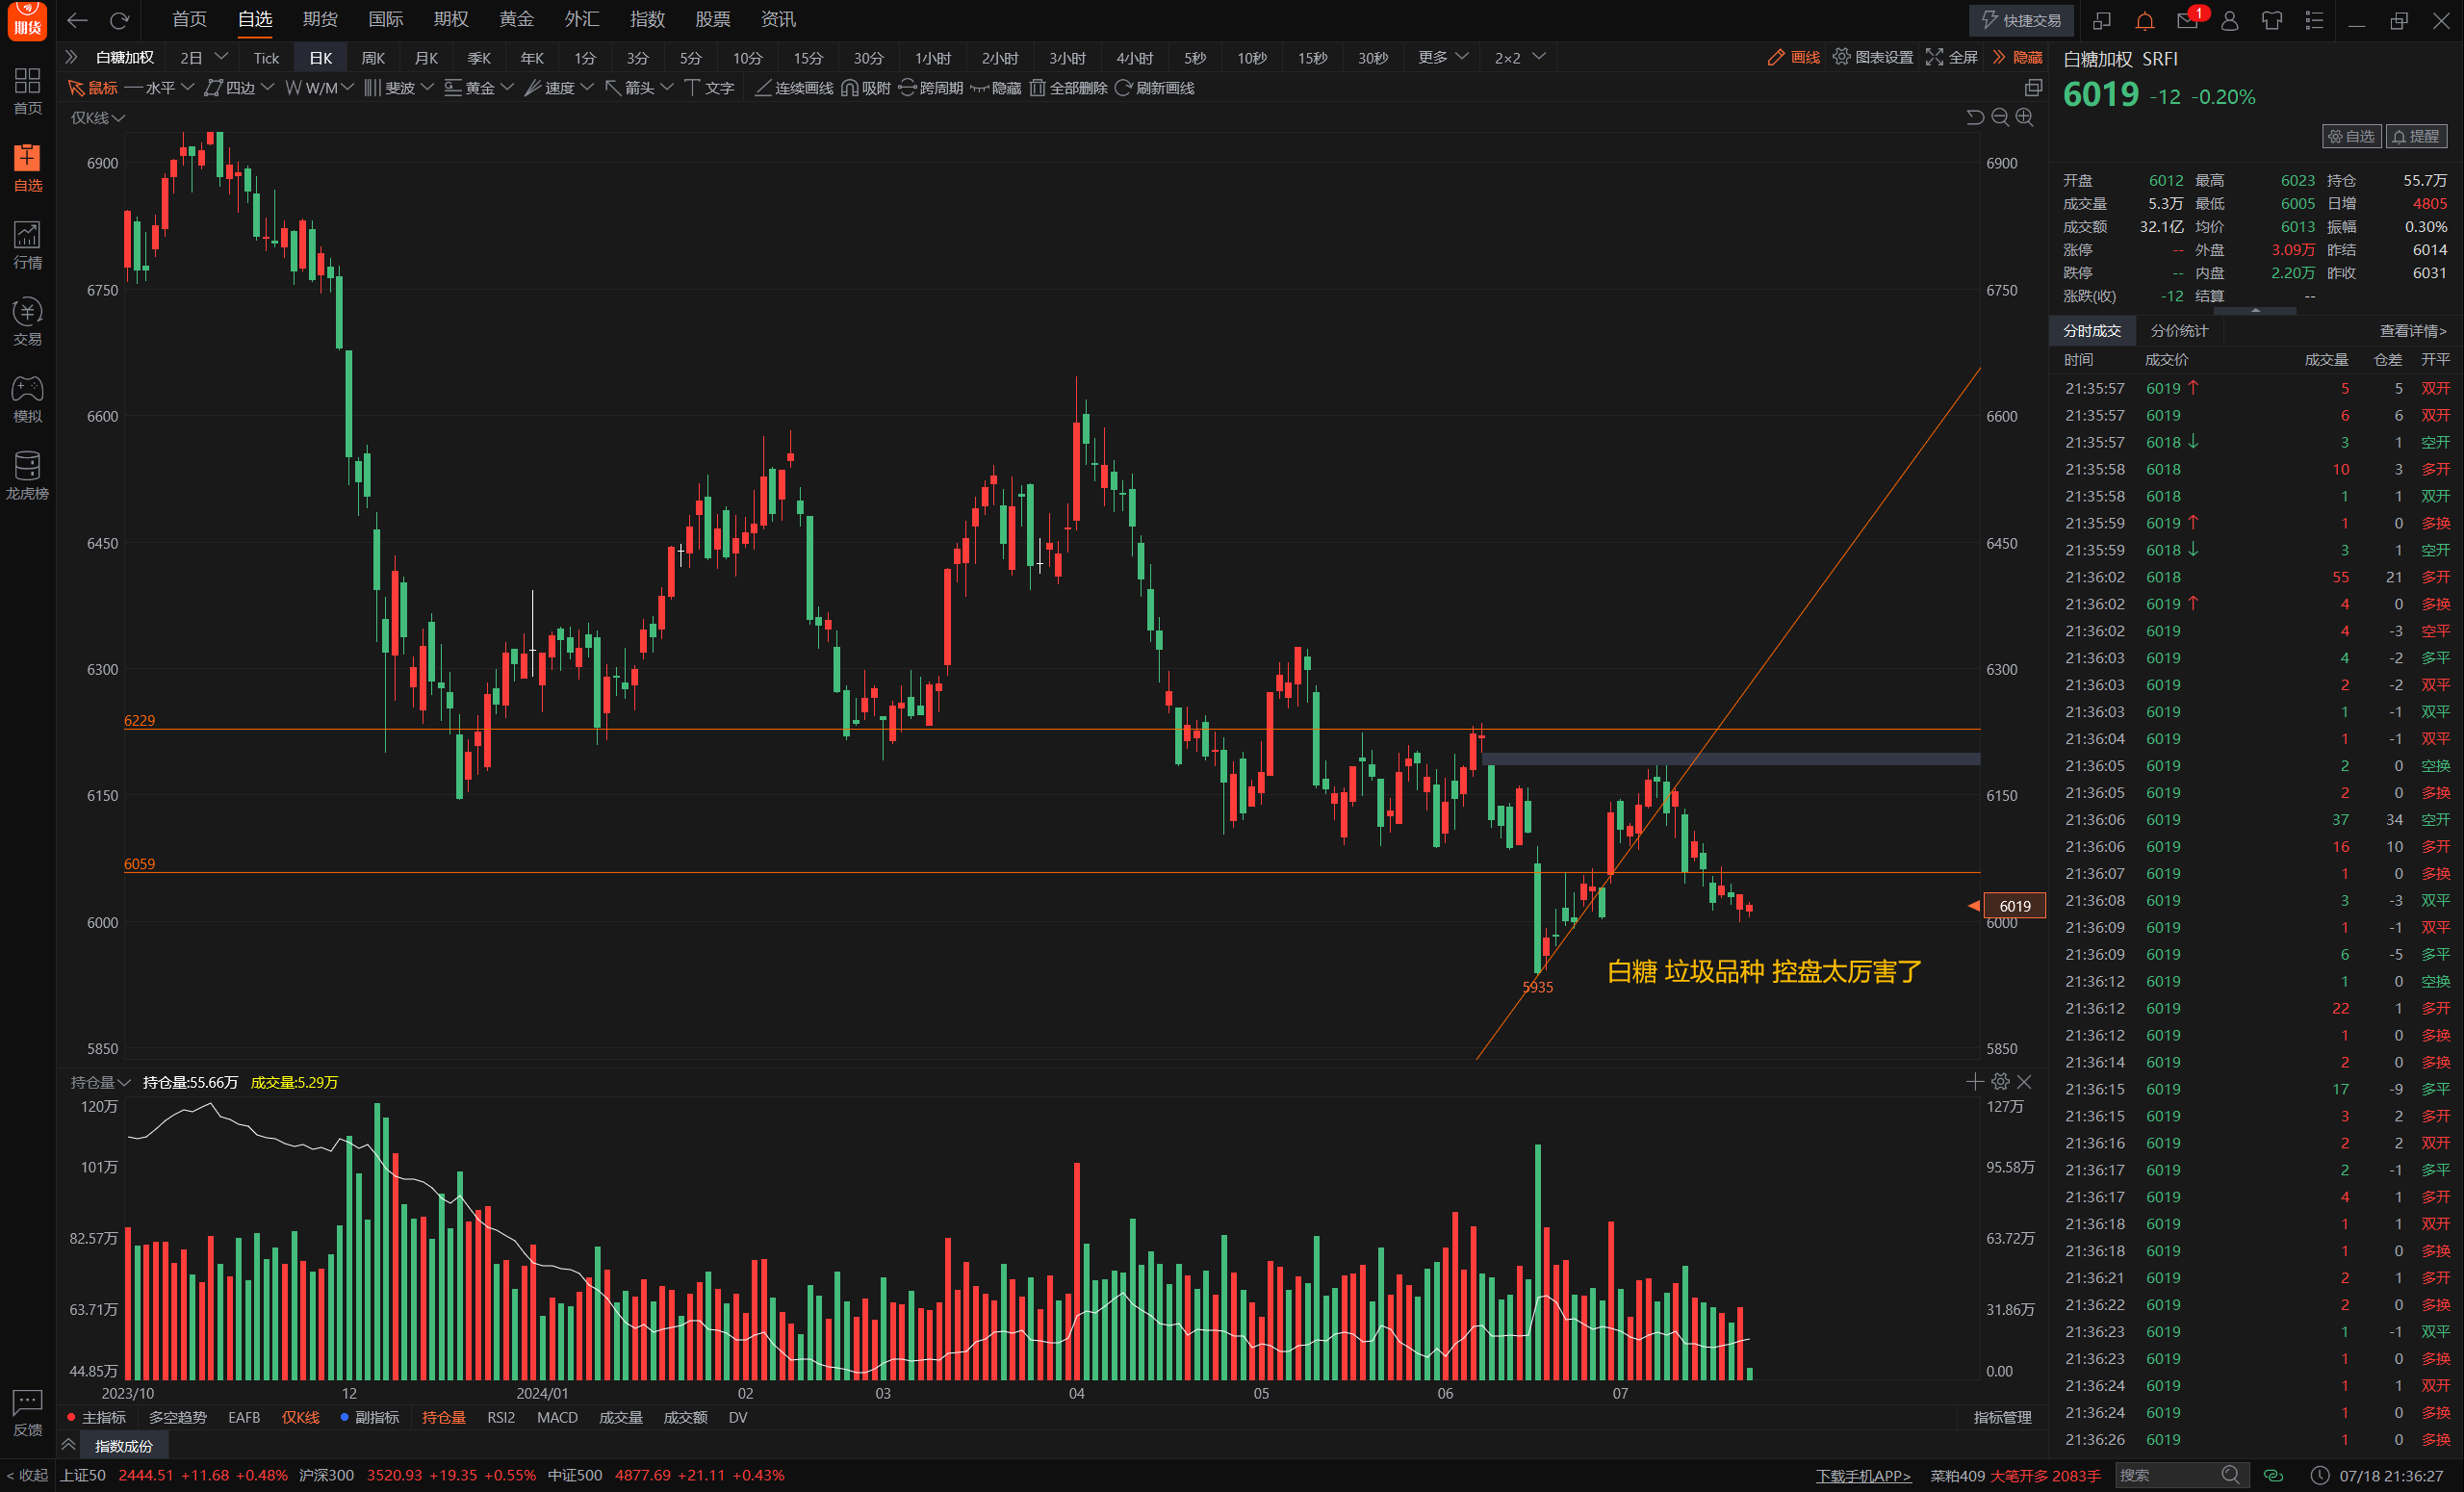 期货
首页 自选 期货 国际 期权 黄金 外汇 指数 股票 资讯
快捷交易 1
首页
自选
行情
交易
模拟
龙虎榜
反馈
< 收起
白糖加权 2日 Tick 日K 周K 月K 季K 年K 1分 3分 5分 10分 15分 30分 1小时 2小时 3小时 4小时 5秒 10秒 15秒 30秒 更多 2×2 画线 图表设置 全屏 隐藏
鼠标 水平 四边 W/M 斐波 黄金 速度 箭头 文字 连续画线 吸附 跨周期 隐藏 全部删除 刷新画线
仅K线
6900 6900
6750 6750
6600 6600
6450 6450
6300 6300
6229
6150 6150
6059
6019
6000 6000
白糖 垃圾品种 控盘太厉害了
5935
5850 5850
持仓量 持仓量:55.66万 成交量:5.29万
120万 127万
101万 95.58万
82.57万 63.72万
63.71万 31.86万
44.85万 0.00
2023/10 12 2024/01 02 03 04 05 06 07
主指标 多空趋势 EAFB 仅K线 副指标 持仓量 RSI2 MACD 成交量 成交额 DV 指标管理
指数成份
上证50 2444.51 +11.68 +0.48% 沪深300 3520.93 +19.35 +0.55% 中证500 4877.69 +21.11 +0.43%
下载手机APP> 菜粕409 大笔开多 2083手 搜索 07/18 21:36:27
白糖加权 SRFI
6019 -12 -0.20%
自选 提醒
开盘 6012 最高 6023 持仓 55.7万
成交量 5.3万 最低 6005 日增 4805
成交额 32.1亿 均价 6013 振幅 0.30%
涨停 -- 外盘 3.09万 昨结 6014
跌停 -- 内盘 2.20万 昨收 6031
涨跌(收) -12 结算 --
分时成交 分价统计 查看详情>
时间 成交价 成交量 仓差 开平
21:35:57 6019 ↑ 5 5 双开
21:35:57 6019 6 6 双开
21:35:57 6018 ↓ 3 1 空开
21:35:58 6018 10 3 多开
21:35:58 6018 1 1 双开
21:35:59 6019 ↑ 1 0 多换
21:35:59 6018 ↓ 3 1 空开
21:36:02 6018 55 21 多开
21:36:02 6019 ↑ 4 0 多换
21:36:02 6019 4 -3 空平
21:36:03 6019 4 -2 多平
21:36:03 6019 2 -2 双平
21:36:03 6019 1 -1 双平
21:36:04 6019 1 -1 双平
21:36:05 6019 2 0 空换
21:36:05 6019 2 0 多换
21:36:06 6019 37 34 空开
21:36:06 6019 16 10 多开
21:36:07 6019 1 0 多换
21:36:08 6019 3 -3 双平
21:36:09 6019 1 -1 双平
21:36:09 6019 6 -5 多平
21:36:12 6019 1 0 空换
21:36:12 6019 22 1 多开
21:36:12 6019 1 0 多换
21:36:14 6019 2 0 多换
21:36:15 6019 17 -9 多平
21:36:15 6019 3 2 多开
21:36:16 6019 2 2 双开
21:36:17 6019 2 -1 多平
21:36:17 6019 4 1 多开
21:36:18 6019 1 1 双开
21:36:18 6019 1 0 多换
21:36:21 6019 2 1 多开
21:36:22 6019 2 0 多换
21:36:23 6019 1 -1 双平
21:36:23 6019 1 0 多换
21:36:24 6019 1 1 双开
21:36:24 6019 1 0 多换
21:36:26 6019 1 0 多换